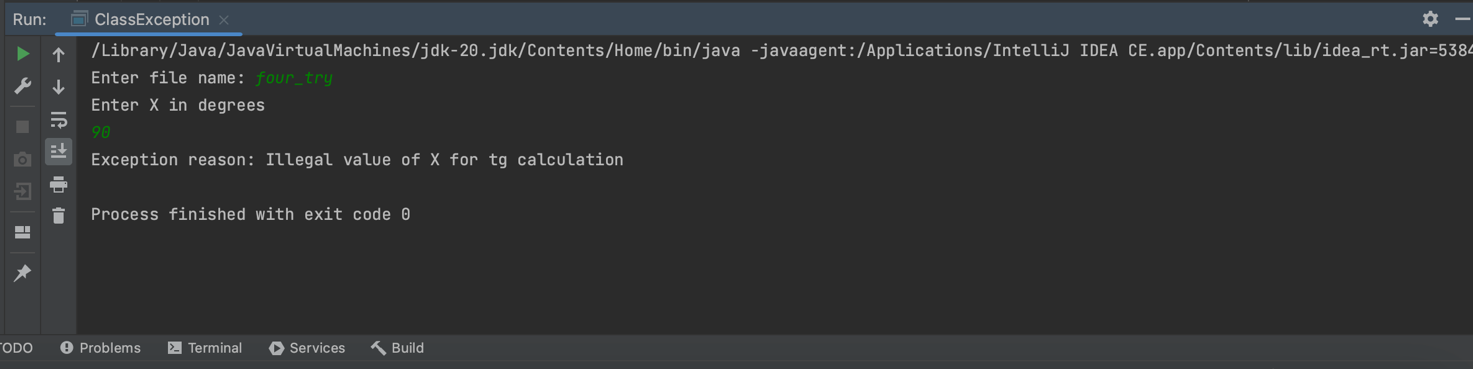 Run: ClassException
/Library/Java/JavaVirtualMachines/jdk-20.jdk/Contents/Home/bin/java -javaagent:/Applications/IntelliJ IDEA CE.app/Contents/lib/idea_rt.jar=5384
Enter file name: four_try
Enter X in degrees
90
Exception reason: Illegal value of X for tg calculation
Process finished with exit code 0
TODO Problems Terminal Services Build